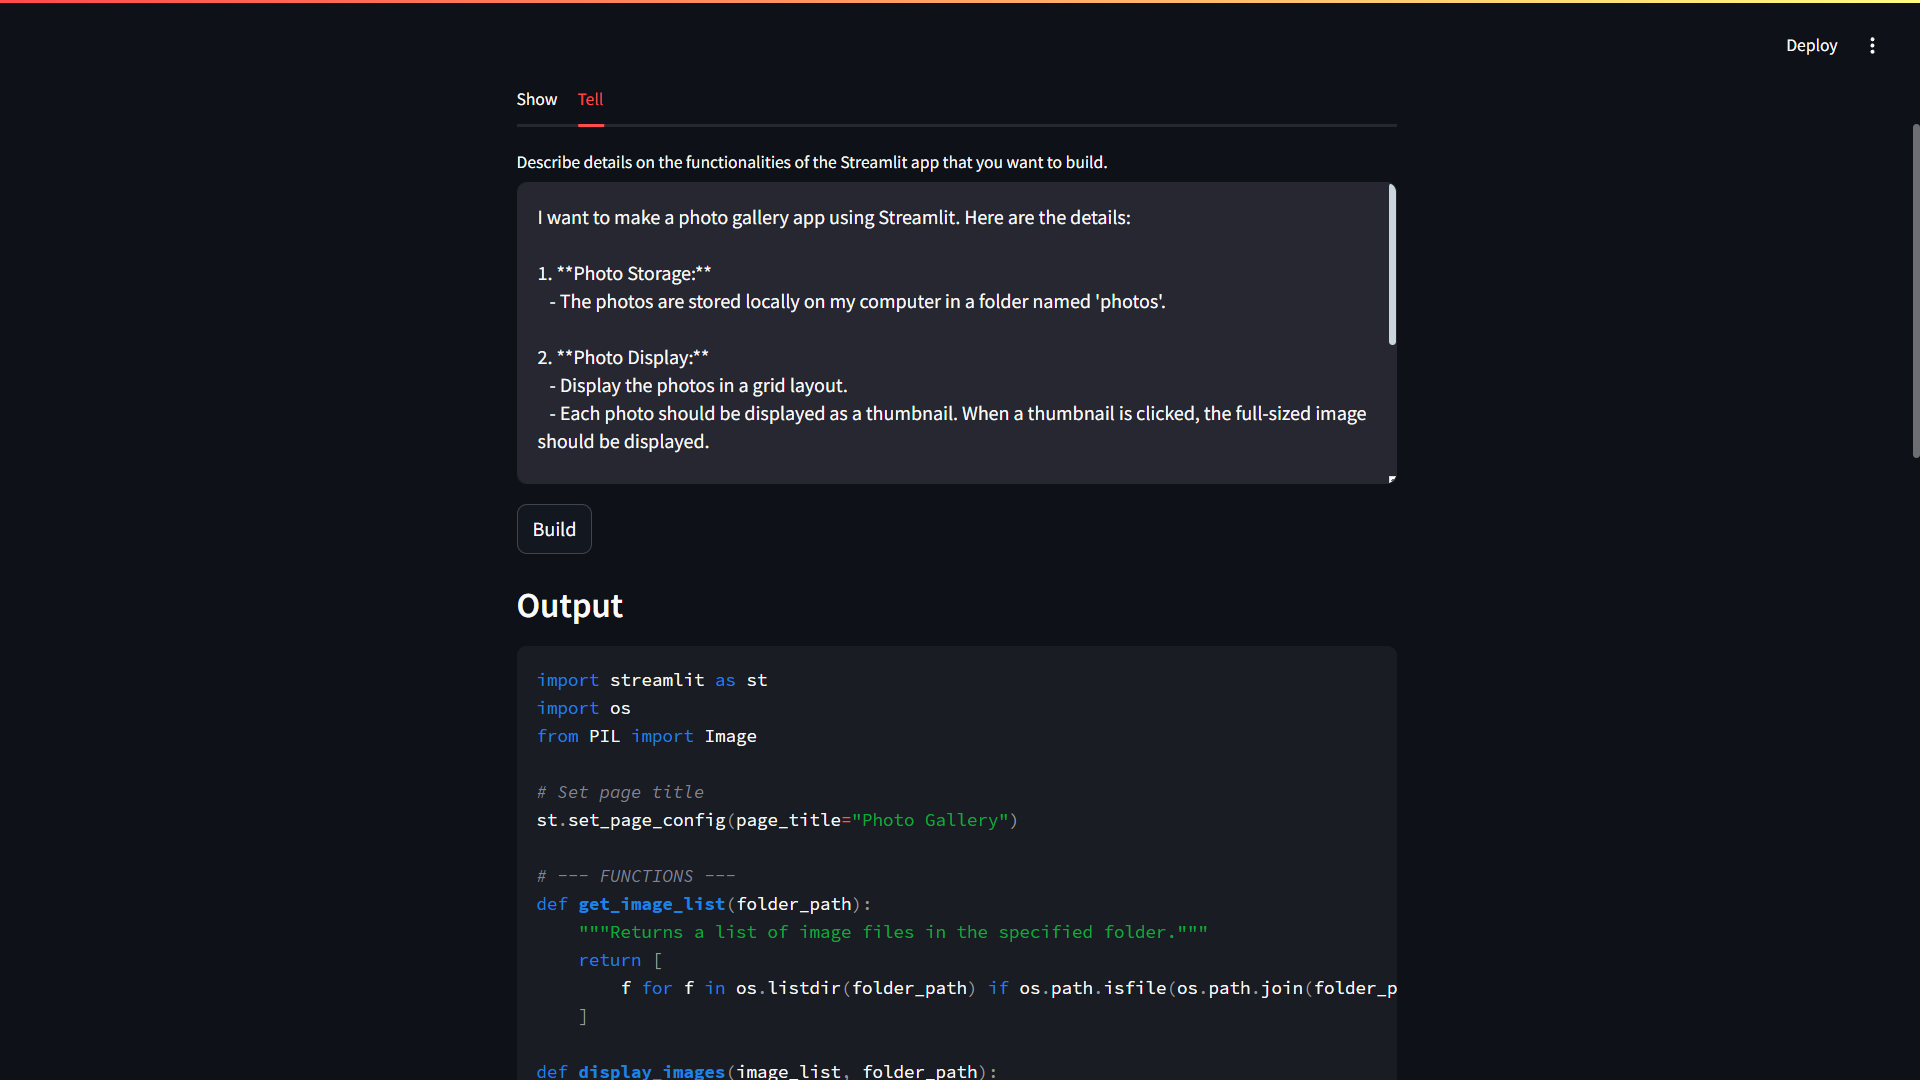 Deploy
Show Tell
Describe details on the functionalities of the Streamlit app that you want to build.
I want to make a photo gallery app using Streamlit. Here are the details:
1. **Photo Storage:**
- The photos are stored locally on my computer in a folder named 'photos'.
2. **Photo Display:**
- Display the photos in a grid layout.
- Each photo should be displayed as a thumbnail. When a thumbnail is clicked, the full-sized image
should be displayed.
Build
Output
import streamlit as st
import os
from PIL import Image
# Set page title
st.set_page_config(page_title="Photo Gallery")
# --- FUNCTIONS ---
def get_image_list(folder_path):
"""Returns a list of image files in the specified folder."""
return [
f for f in os.listdir(folder_path) if os.path.isfile(os.path.join(folder_p
]
def display_images(image_list, folder_path):